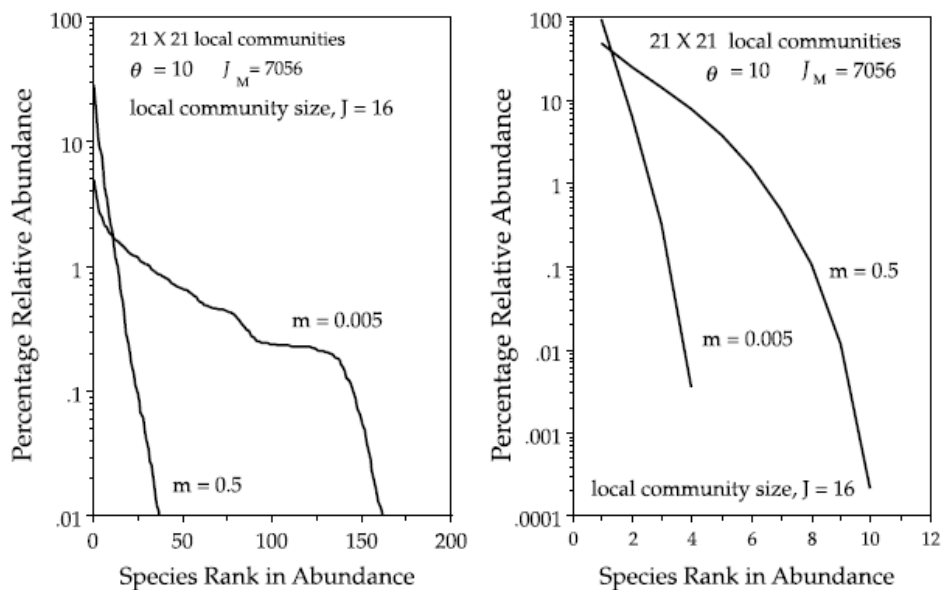 100
10
1
.1
.01
0
50
100
150
200
Percentage Relative Abundance
Species Rank in Abundance
21 X 21 local communities
θ = 10 J_M = 7056
local community size, J = 16
m = 0.005
m = 0.5
100
10
1
.1
.01
.001
.0001
0
2
4
6
8
10
12
Percentage Relative Abundance
Species Rank in Abundance
21 X 21 local communities
θ = 10 J_M = 7056
m = 0.5
m = 0.005
local community size, J = 16